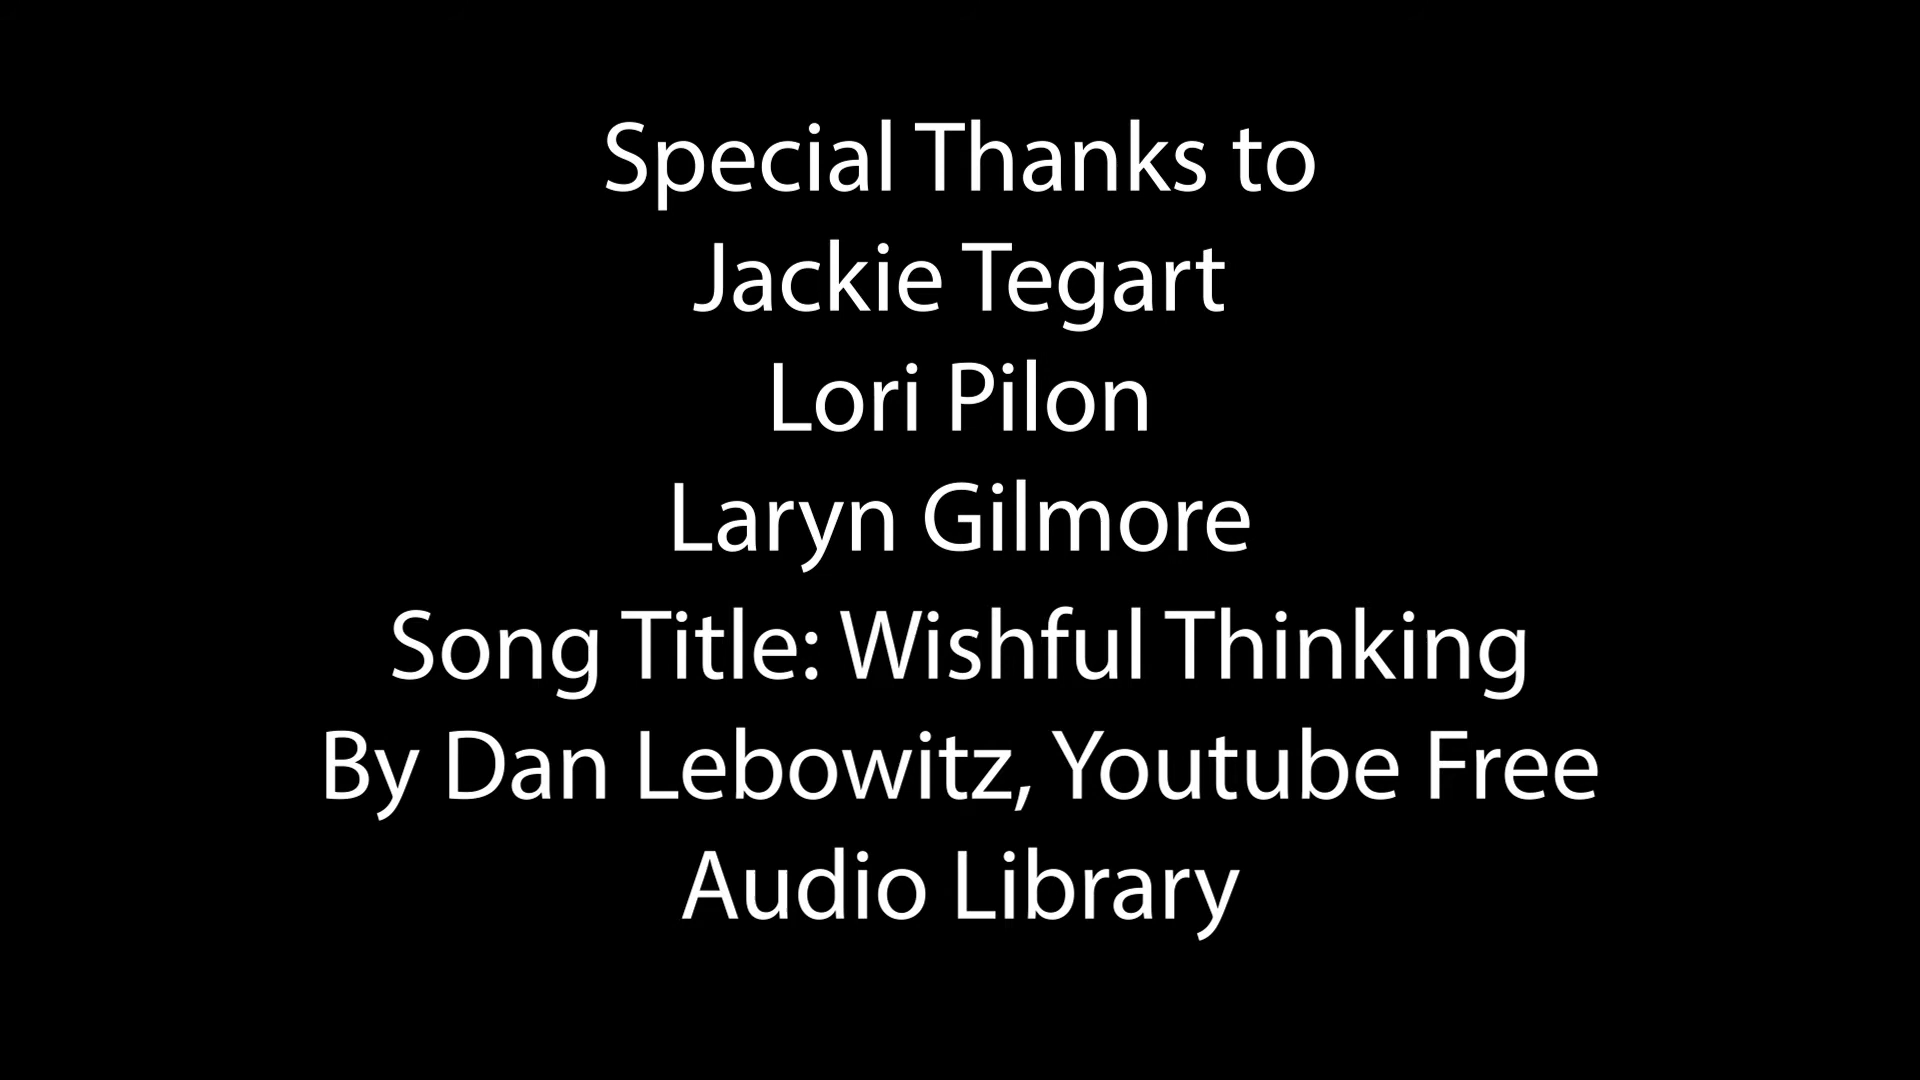 Special Thanks to
Jackie Tegart
Lori Pilon
Laryn Gilmore
Song Title: Wishful Thinking
By Dan Lebowitz, Youtube Free
Audio Library